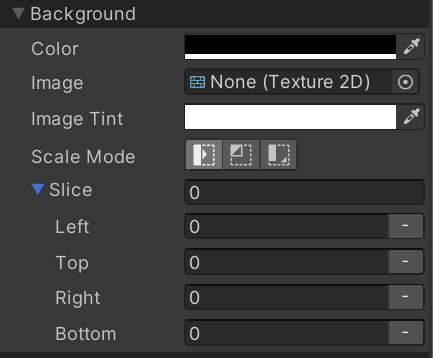 Background
Color
Image None (Texture 2D)
Image Tint
Scale Mode
Slice 0
Left 0 -
Top 0 -
Right 0 -
Bottom 0 -